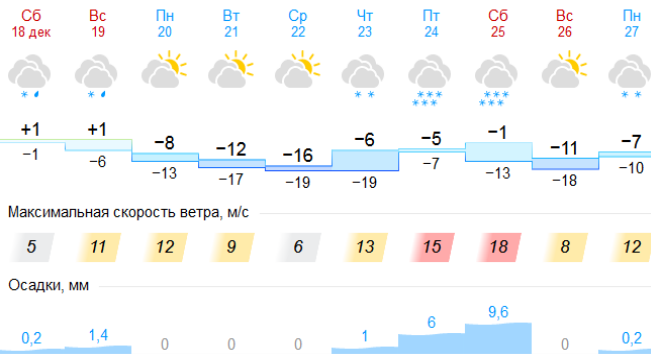 Сб Вс Пн Вт Ср Чт Пт Сб Вс Пн
18 дек 19 20 21 22 23 24 25 26 27
+1 +1 −8 −12 −16 −6 −5 −1 −11 −7
−1 −6 −13 −17 −19 −19 −7 −13 −18 −10
Максимальная скорость ветра, м/с
5 11 12 9 6 13 15 18 8 12
Осадки, мм
0,2 1,4 0 0 0 1 6 9,6 0 0,2